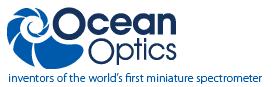 Ocean
Optics
inventors of the world's first miniature spectrometer